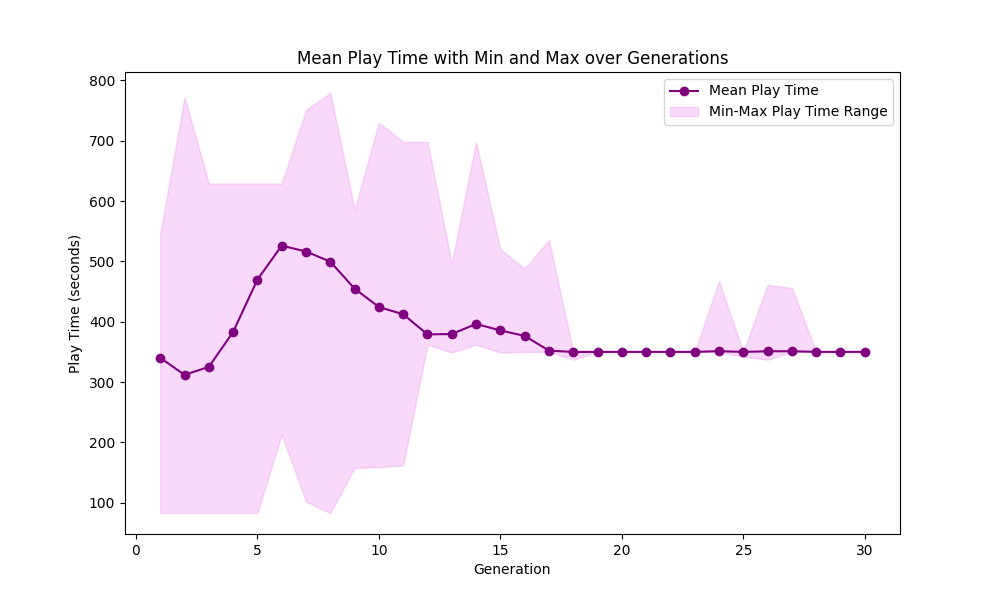 Mean Play Time with Min and Max over Generations
Mean Play Time
Min-Max Play Time Range
Play Time (seconds)
800
700
600
500
400
300
200
100
0 5 10 15 20 25 30
Generation